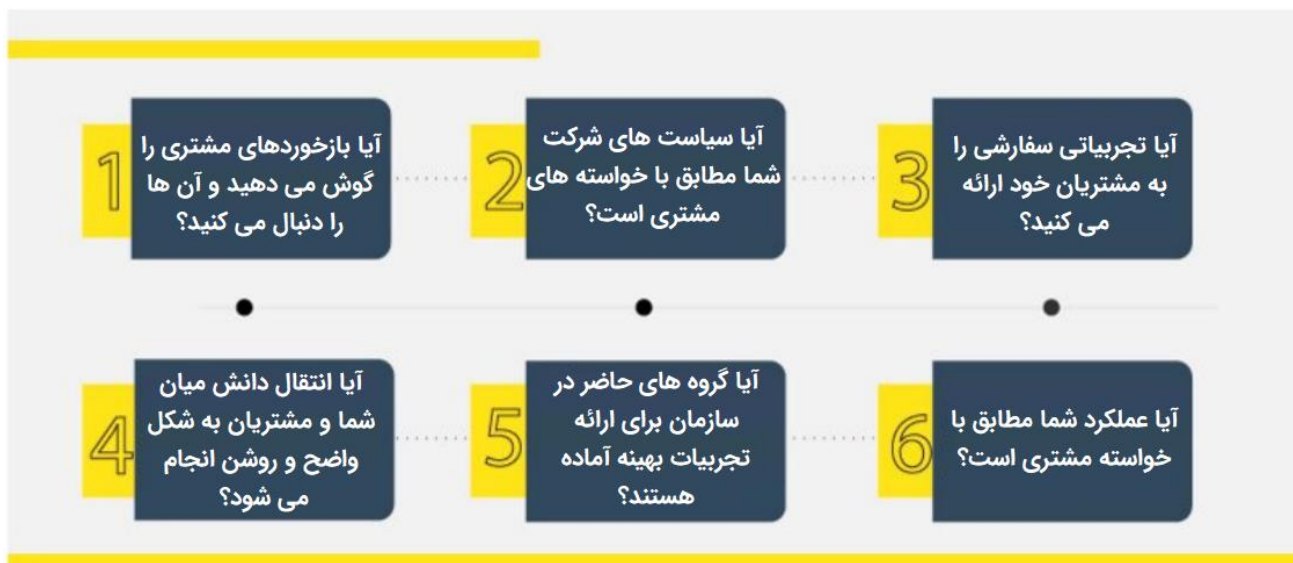 1
آیا بازخوردهای مشتری را
گوش می دهید و آن ها
را دنبال می کنید؟
2
آیا سیاست های شرکت
شما مطابق با خواسته های
مشتری است؟
3
آیا تجربیاتی سفارشی را
به مشتریان خود ارائه
می کنید؟
4
آیا انتقال دانش میان
شما و مشتریان به شکل
واضح و روشن انجام
می شود؟
5
آیا گروه های حاضر در
سازمان برای ارائه
تجربیات بهینه آماده
هستند؟
6
آیا عملکرد شما مطابق با
خواسته مشتری است؟